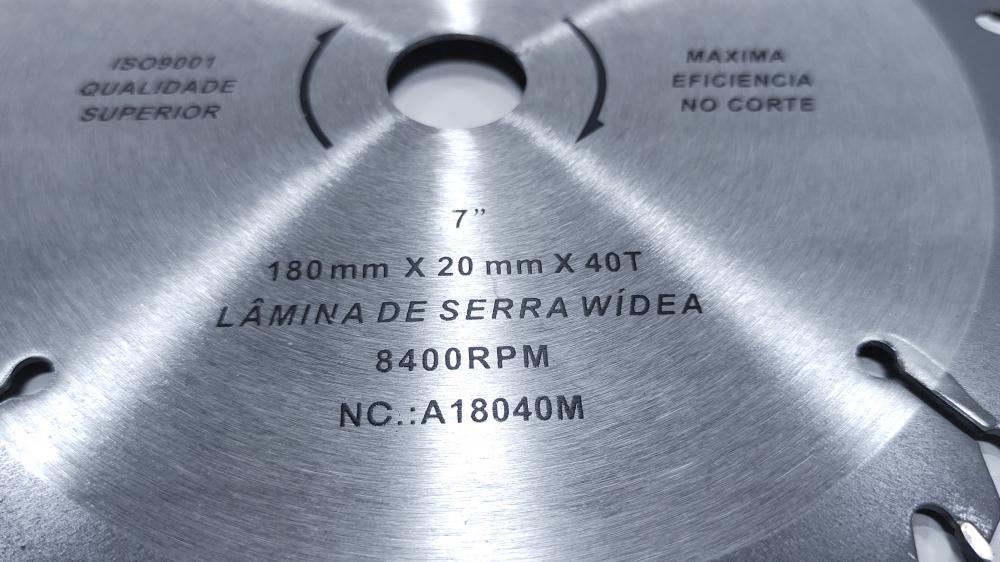 ISO9001
QUALIDADE
SUPERIOR
MAXIMA
EFICIENCIA
NO CORTE
7”
180 mm X 20 mm X 40T
LÂMINA DE SERRA WÍDEA
8400RPM
NC.:A18040M